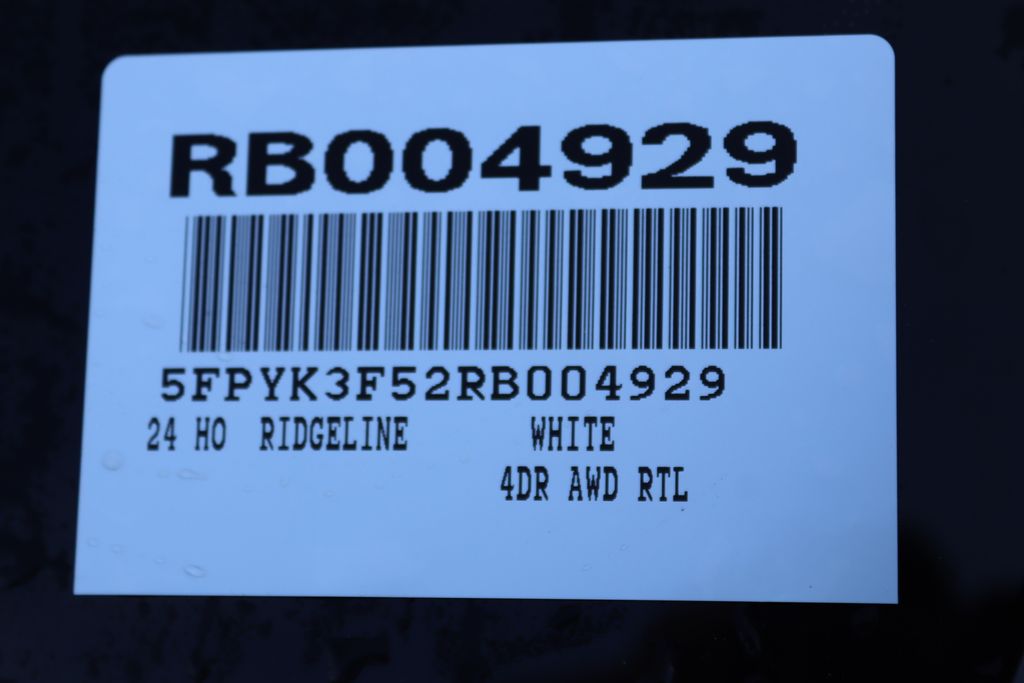 RB004929
5FPYK3F52RB004929
24 HO RIDGELINE WHITE
4DR AWD RTL